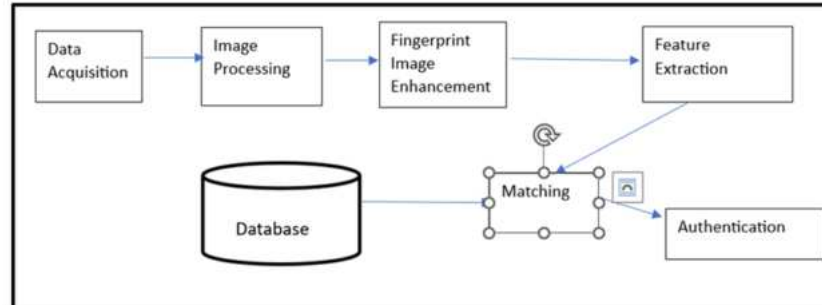 Data
Acquisition
Image
Processing
Fingerprint
Image
Enhancement
Feature
Extraction
Database
Matching
Authentication